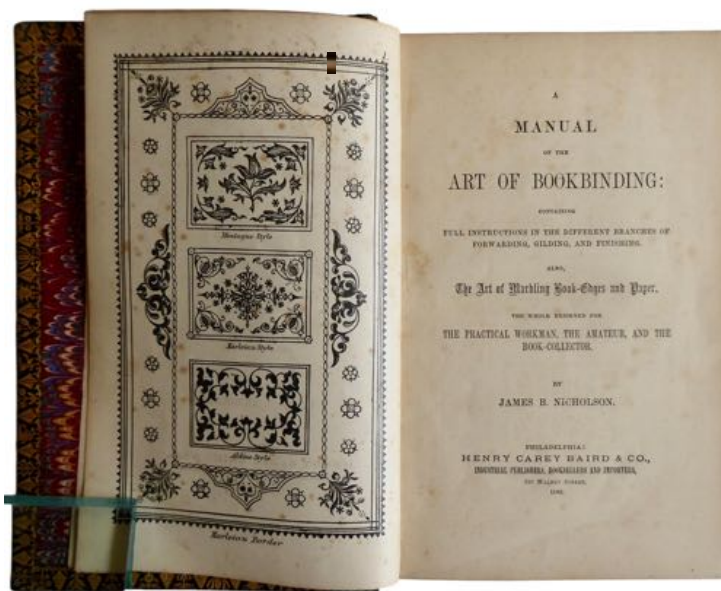 Montague Style
Harleian Style
Aldine Style
Harleian Border
A
MANUAL
OF THE
ART OF BOOKBINDING:
CONTAINING
FULL INSTRUCTIONS IN THE DIFFERENT BRANCHES OF
FORWARDING, GILDING, AND FINISHING.
ALSO,
The Art of Marbling Book-Edges and Paper.
THE WHOLE DESIGNED FOR
THE PRACTICAL WORKMAN, THE AMATEUR, AND THE
BOOK-COLLECTOR.
BY
JAMES B. NICHOLSON.
PHILADELPHIA:
HENRY CAREY BAIRD & CO.,
INDUSTRIAL PUBLISHERS, BOOKSELLERS AND IMPORTERS,
WALNUT STREET,